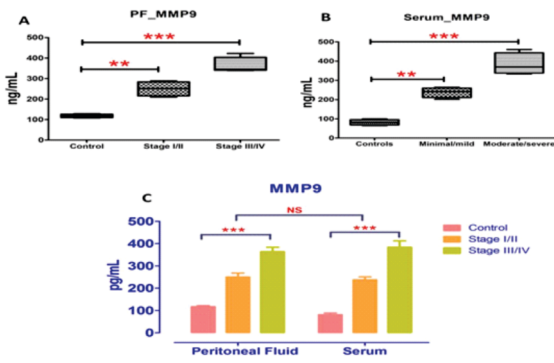 A
PF_MMP9
ng/mL
500
400
300
200
100
0
***
**
Control
Stage I/II
Stage III/IV
B
Serum_MMP9
ng/mL
500
400
300
200
100
0
***
**
Controls
Minimal/mild
Moderate/severe
C
MMP9
pg/mL
500
400
300
200
100
0
NS
***
***
Control
Stage I/II
Stage III/IV
Peritoneal Fluid
Serum